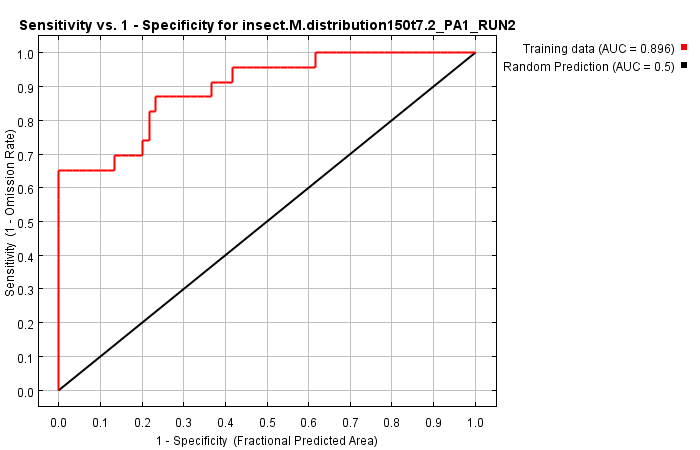 Sensitivity vs. 1 - Specificity for insect.M.distribution150t7.2_PA1_RUN2
Training data (AUC = 0.896)
Random Prediction (AUC = 0.5)
Sensitivity (1 - Omission Rate)
1.0
0.9
0.8
0.7
0.6
0.5
0.4
0.3
0.2
0.1
0.0
0.0 0.1 0.2 0.3 0.4 0.5 0.6 0.7 0.8 0.9 1.0
1 - Specificity (Fractional Predicted Area)